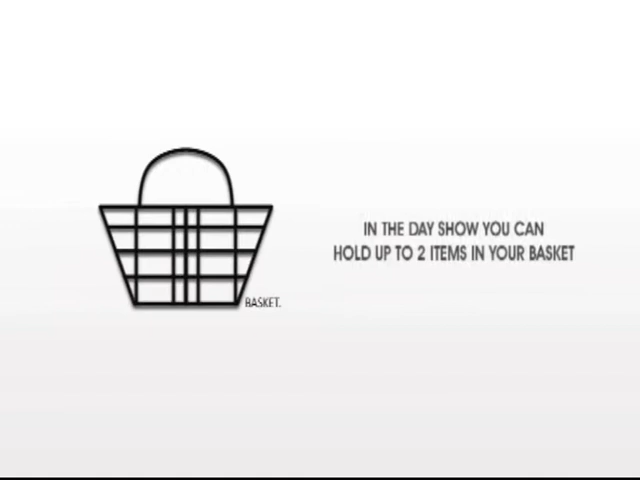 IN THE DAY SHOW YOU CAN
HOLD UP TO 2 ITEMS IN YOUR BASKET
BASKET.